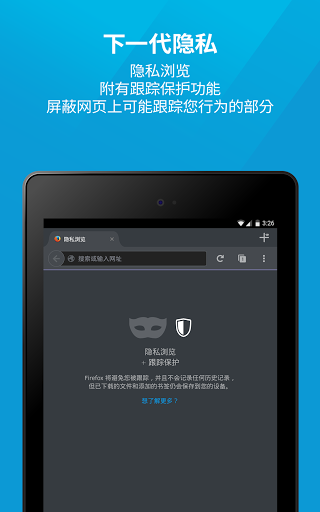 下一代隐私
隐私浏览
附有跟踪保护功能
屏蔽网页上可能跟踪您行为的部分
3:26
隐私浏览
搜索或输入网址
1
隐私浏览
+ 跟踪保护
Firefox 将避免您被跟踪，并且不会记录任何历史记录，
但已下载的文件和添加的书签仍会保存到您的设备。
想了解更多？